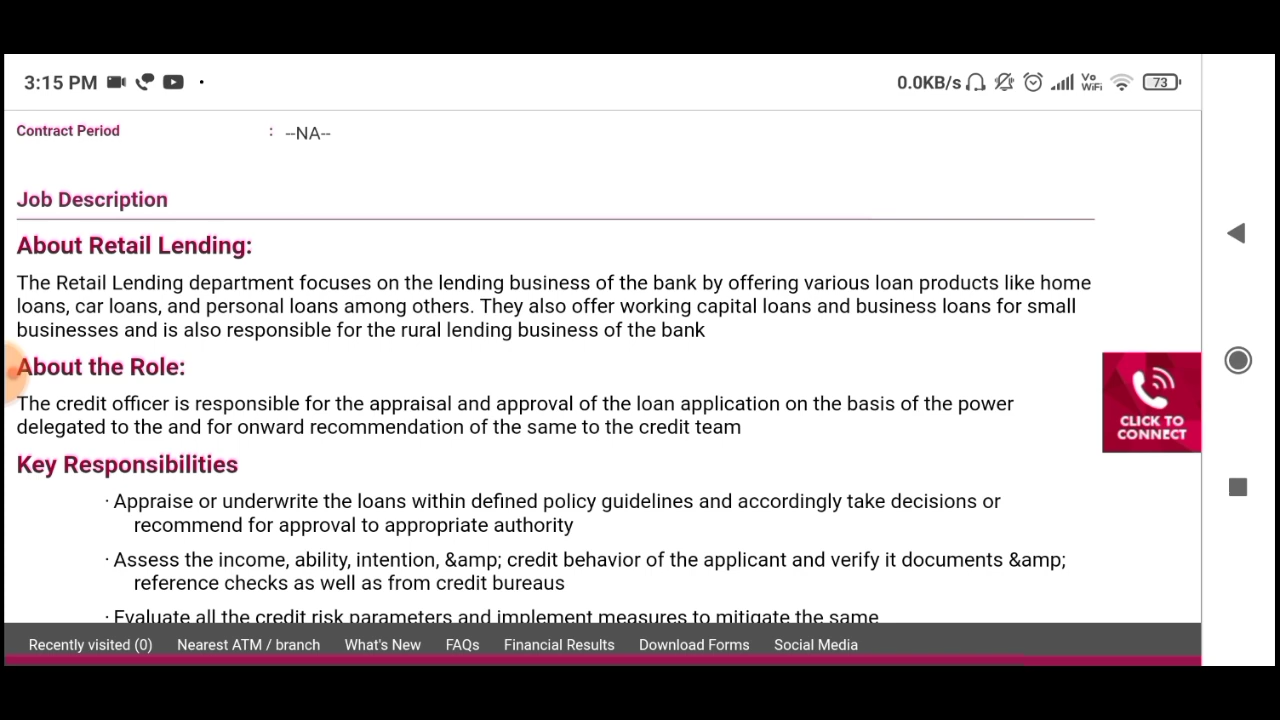 3:15 PM
0.0KB/s
Vo WiFi
73
Contract Period : --NA--
Job Description
About Retail Lending:
The Retail Lending department focuses on the lending business of the bank by offering various loan products like home
loans, car loans, and personal loans among others. They also offer working capital loans and business loans for small
businesses and is also responsible for the rural lending business of the bank
About the Role:
The credit officer is responsible for the appraisal and approval of the loan application on the basis of the power
delegated to the and for onward recommendation of the same to the credit team
CLICK TO
CONNECT
Key Responsibilities
· Appraise or underwrite the loans within defined policy guidelines and accordingly take decisions or
recommend for approval to appropriate authority
· Assess the income, ability, intention, &amp; credit behavior of the applicant and verify it documents &amp;
reference checks as well as from credit bureaus
· Evaluate all the credit risk parameters and implement measures to mitigate the same
Recently visited (0) Nearest ATM / branch What's New FAQs Financial Results Download Forms Social Media